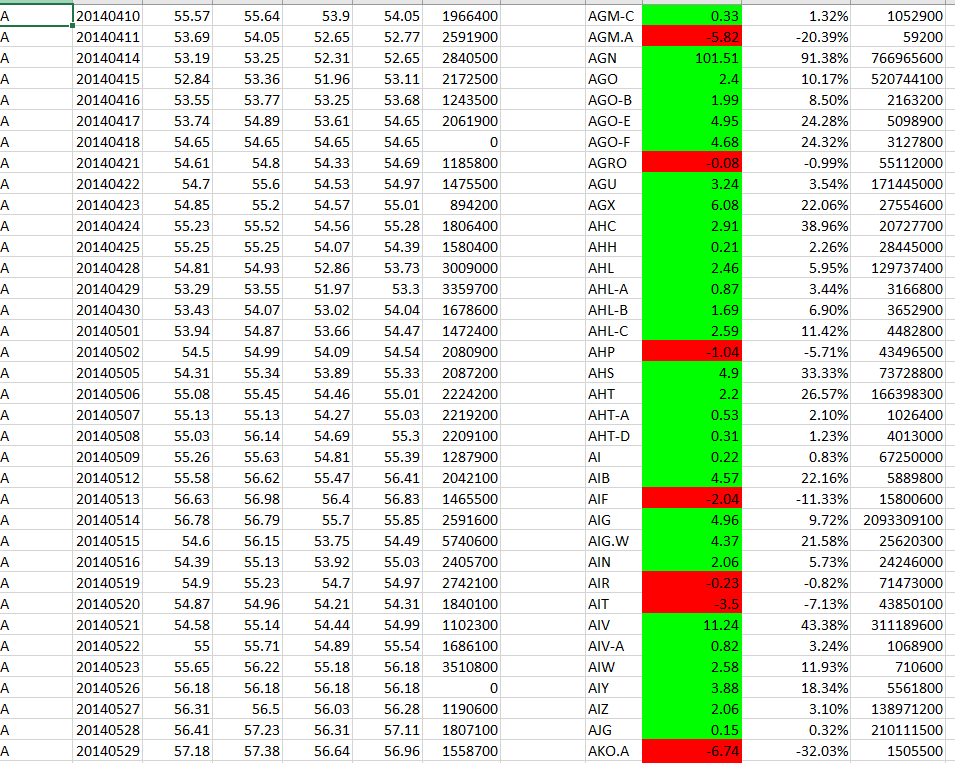 A 20140410 55.57 55.64 53.9 54.05 1966400 AGM-C 0.33 1.32% 1052900
A 20140411 53.69 54.05 52.65 52.77 2591900 AGM.A -5.82 -20.39% 59200
A 20140414 53.19 53.25 52.31 52.65 2840500 AGN 101.51 91.38% 766965600
A 20140415 52.84 53.36 51.96 53.11 2172500 AGO 2.4 10.17% 520744100
A 20140416 53.55 53.77 53.25 53.68 1243500 AGO-B 1.99 8.50% 2163200
A 20140417 53.74 54.89 53.61 54.65 2061900 AGO-E 4.95 24.28% 5098900
A 20140418 54.65 54.65 54.65 54.65 0 AGO-F 4.68 24.32% 3127800
A 20140421 54.61 54.8 54.33 54.69 1185800 AGRO -0.08 -0.99% 55112000
A 20140422 54.7 55.6 54.53 54.97 1475500 AGU 3.24 3.54% 171445000
A 20140423 54.85 55.2 54.57 55.01 894200 AGX 6.08 22.06% 27554600
A 20140424 55.23 55.52 54.56 55.28 1806400 AHC 2.91 38.96% 20727700
A 20140425 55.25 55.25 54.07 54.39 1580400 AHH 0.21 2.26% 28445000
A 20140428 54.81 54.93 52.86 53.73 3009000 AHL 2.46 5.95% 129737400
A 20140429 53.29 53.55 51.97 53.3 3359700 AHL-A 0.87 3.44% 3166800
A 20140430 53.43 54.07 53.02 54.04 1678600 AHL-B 1.69 6.90% 3652900
A 20140501 53.94 54.87 53.66 54.47 1472400 AHL-C 2.59 11.42% 4482800
A 20140502 54.5 54.99 54.09 54.54 2080900 AHP -1.04 -5.71% 43496500
A 20140505 54.31 55.34 53.89 55.33 2087200 AHS 4.9 33.33% 73728800
A 20140506 55.08 55.45 54.46 55.01 2224200 AHT 2.2 26.57% 166398300
A 20140507 55.13 55.13 54.27 55.03 2219200 AHT-A 0.53 2.10% 1026400
A 20140508 55.03 56.14 54.69 55.3 2209100 AHT-D 0.31 1.23% 4013000
A 20140509 55.26 55.63 54.81 55.39 1287900 AI 0.22 0.83% 67250000
A 20140512 55.58 56.62 55.47 56.41 2042100 AIB 4.57 22.16% 5889800
A 20140513 56.63 56.98 56.4 56.83 1465500 AIF -2.04 -11.33% 15800600
A 20140514 56.78 56.79 55.7 55.85 2591600 AIG 4.96 9.72% 2093309100
A 20140515 54.6 56.15 53.75 54.49 5740600 AIG.W 4.37 21.58% 25620300
A 20140516 54.39 55.13 53.92 55.03 2405700 AIN 2.06 5.73% 24246000
A 20140519 54.9 55.23 54.7 54.97 2742100 AIR -0.23 -0.82% 71473000
A 20140520 54.87 54.96 54.21 54.31 1840100 AIT -3.5 -7.13% 43850100
A 20140521 54.58 55.14 54.44 54.99 1102300 AIV 11.24 43.38% 311189600
A 20140522 55 55.71 54.89 55.54 1686100 AIV-A 0.82 3.24% 1068900
A 20140523 55.65 56.22 55.18 56.18 3510800 AIW 2.58 11.93% 710600
A 20140526 56.18 56.18 56.18 56.18 0 AIY 3.88 18.34% 5561800
A 20140527 56.31 56.5 56.03 56.28 1190600 AIZ 2.06 3.10% 138971200
A 20140528 56.41 57.23 56.31 57.11 1807100 AJG 0.15 0.32% 210111500
A 20140529 57.18 57.38 56.64 56.96 1558700 AKO.A -6.74 -32.03% 1505500